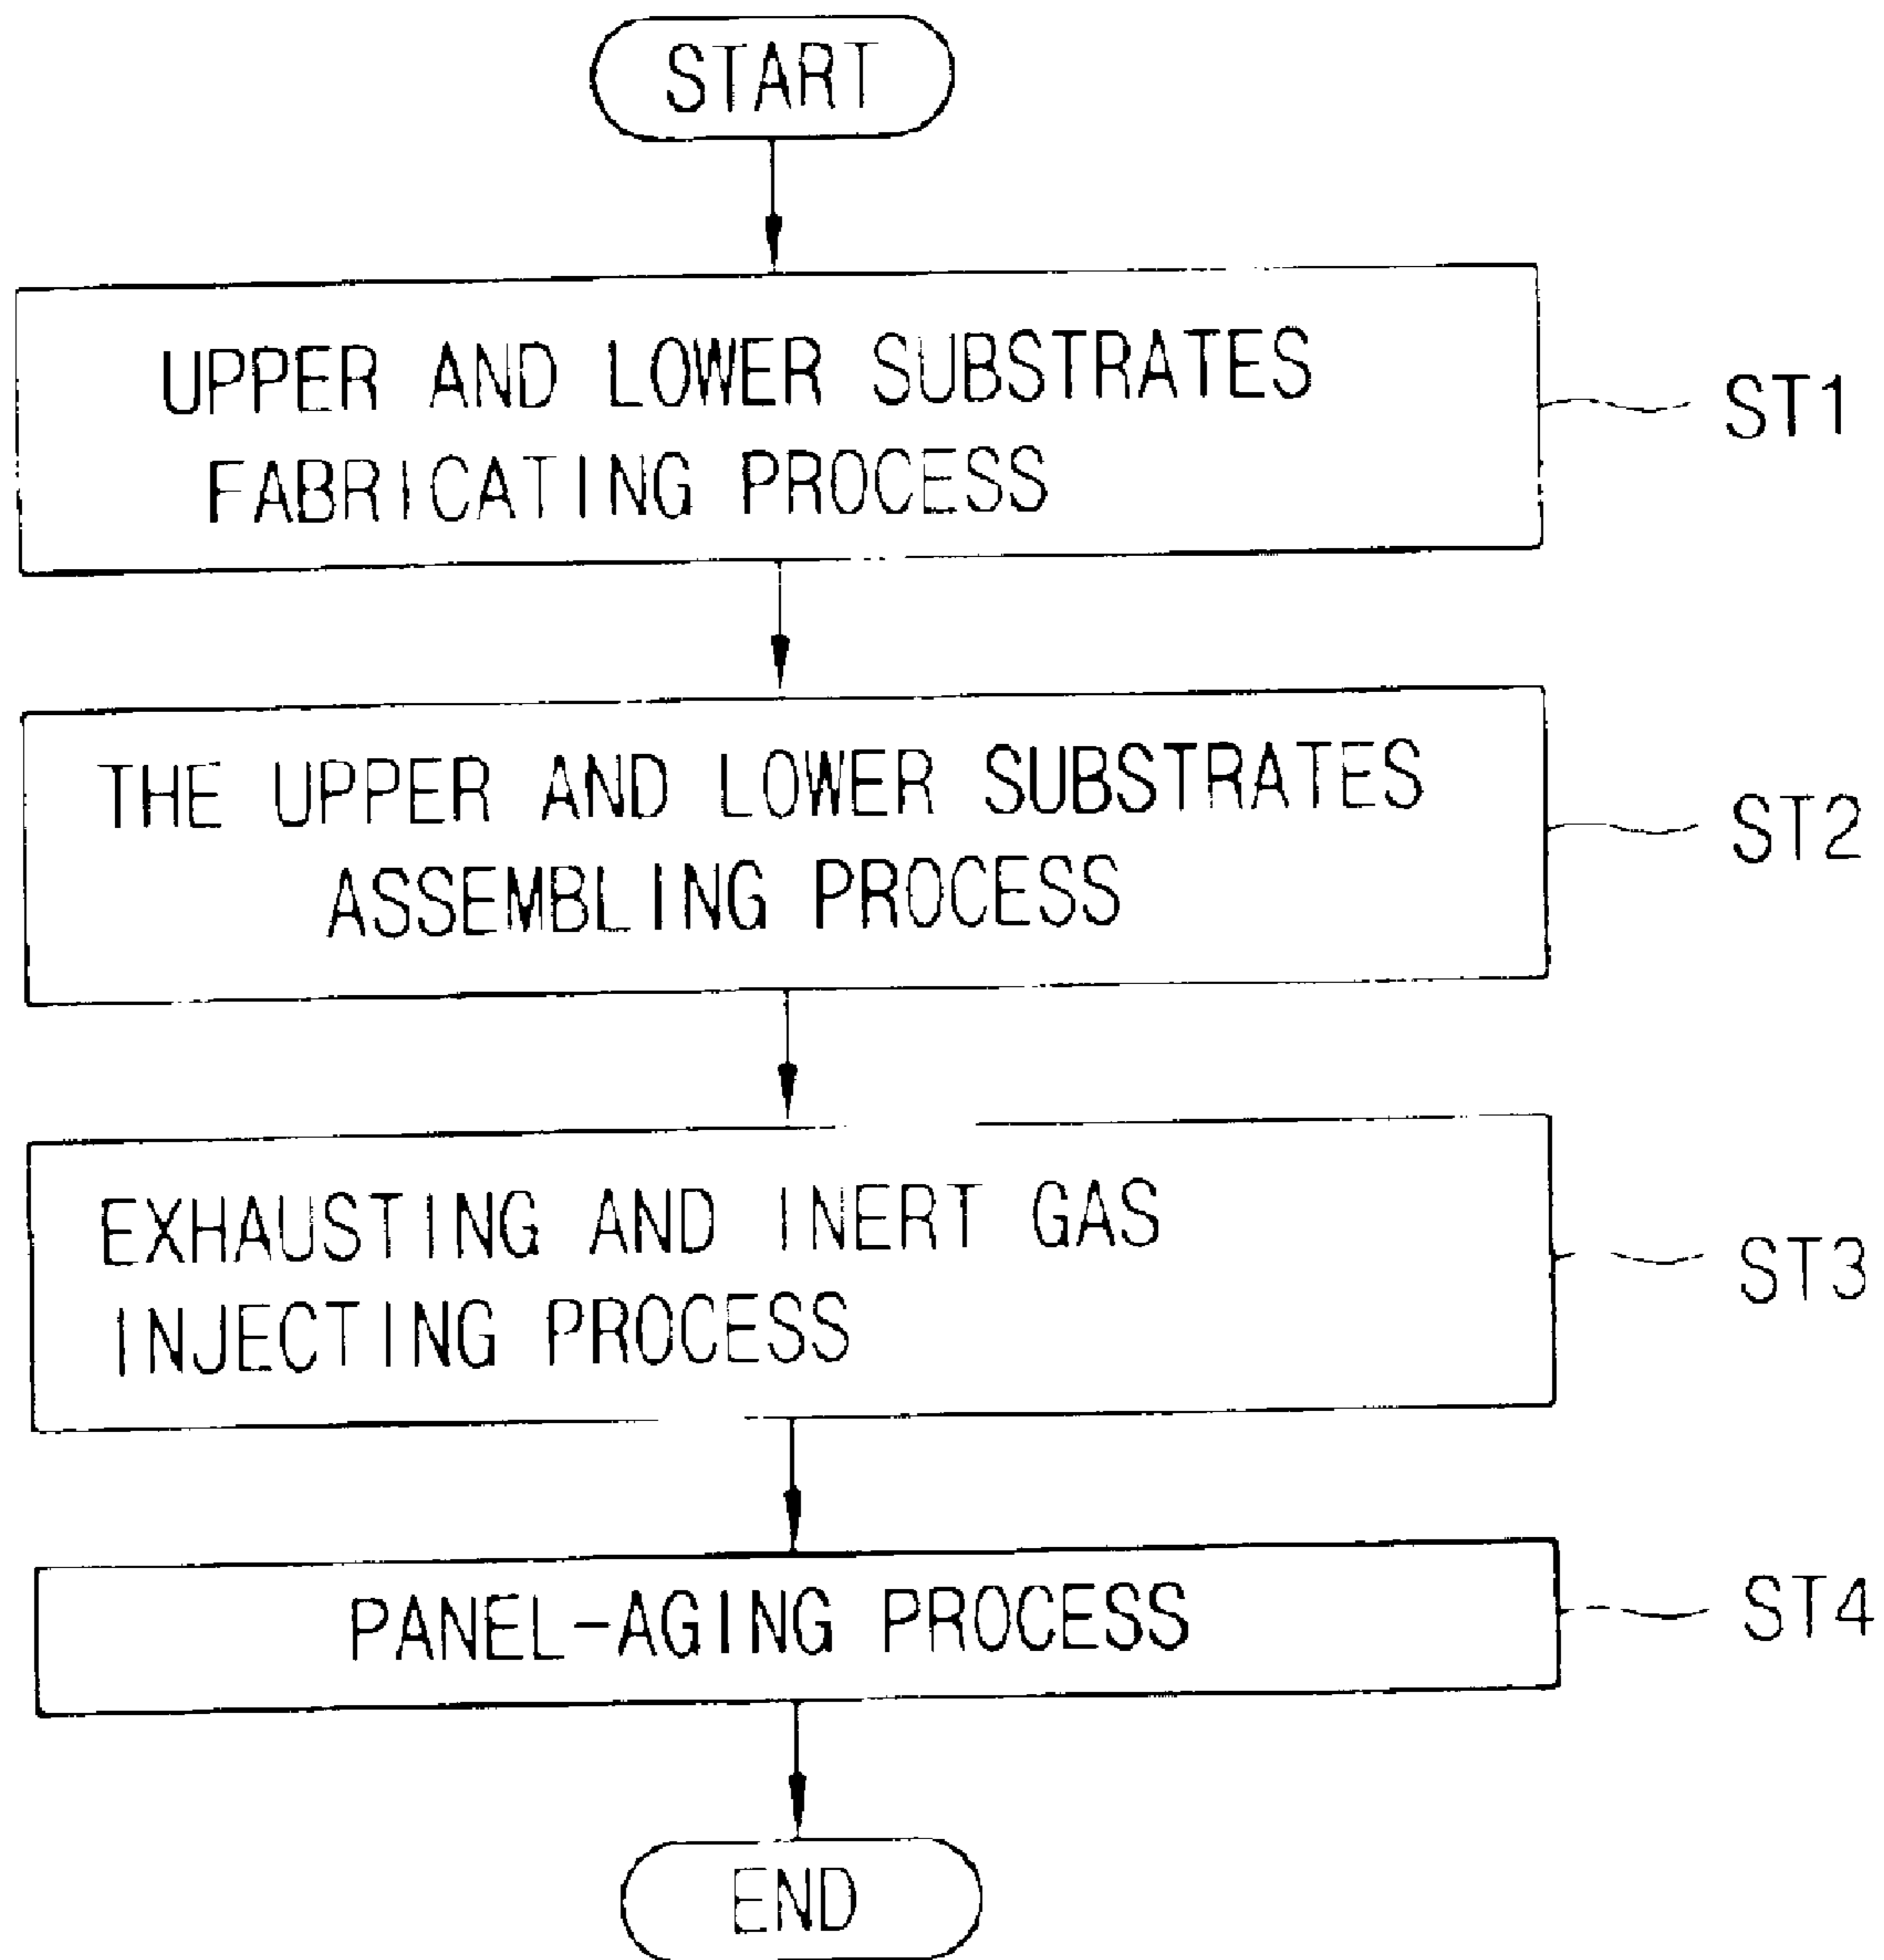 START
UPPER AND LOWER SUBSTRATES
FABRICATING PROCESS
ST1
THE UPPER AND LOWER SUBSTRATES
ASSEMBLING PROCESS
ST2
EXHAUSTING AND INERT GAS
INJECTING PROCESS
ST3
PANEL-AGING PROCESS
ST4
END